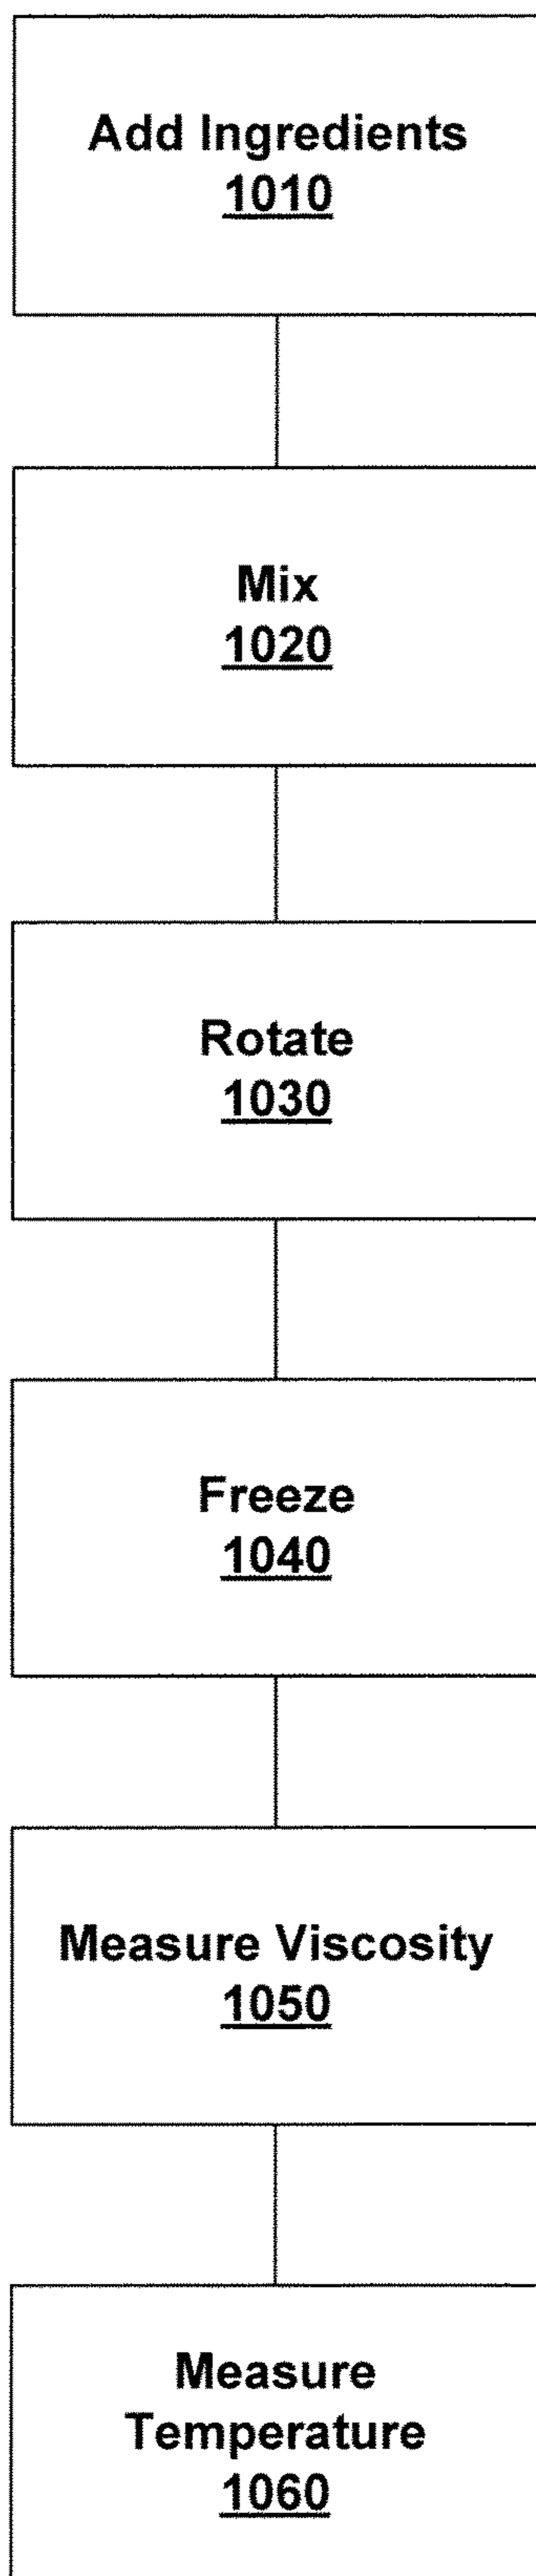 Add Ingredients
1010
Mix
1020
Rotate
1030
Freeze
1040
Measure Viscosity
1050
Measure
Temperature
1060